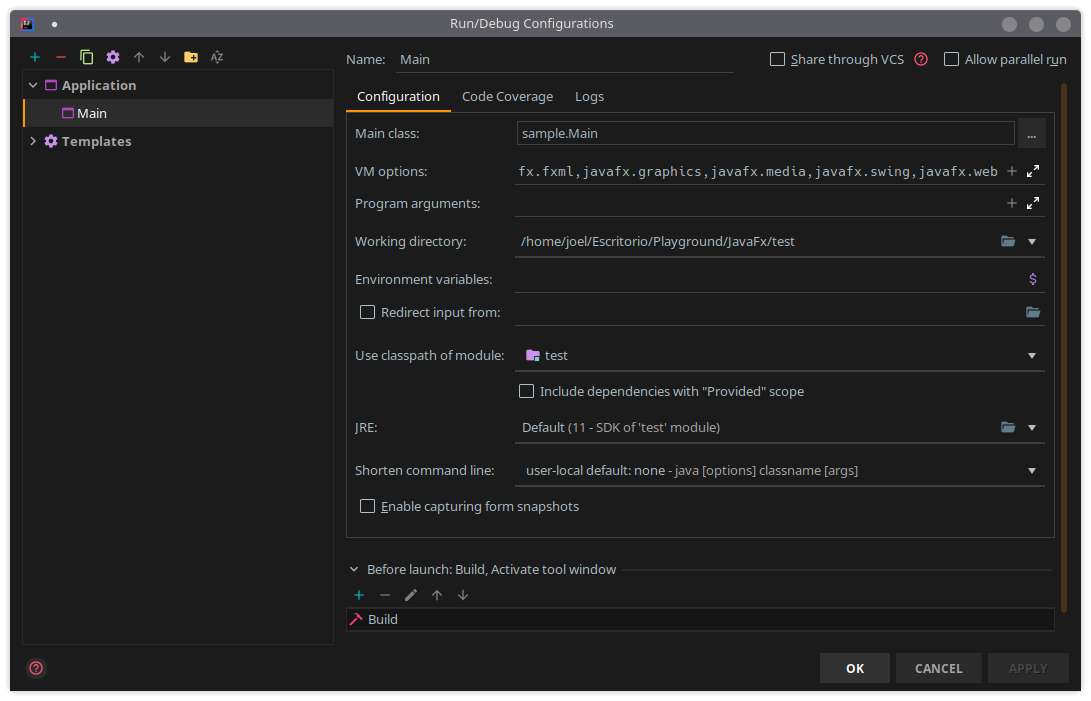 Run/Debug Configurations
Name: Main
Share through VCS
Allow parallel run
Application
Main
Templates
Configuration Code Coverage Logs
Main class: sample.Main ...
VM options: fx.fxml,javafx.graphics,javafx.media,javafx.swing,javafx.web
Program arguments:
Working directory: /home/joel/Escritorio/Playground/JavaFx/test
Environment variables: $
Redirect input from:
Use classpath of module: test
Include dependencies with "Provided" scope
JRE: Default (11 - SDK of 'test' module)
Shorten command line: user-local default: none - java [options] classname [args]
Enable capturing form snapshots
Before launch: Build, Activate tool window
Build
OK CANCEL APPLY